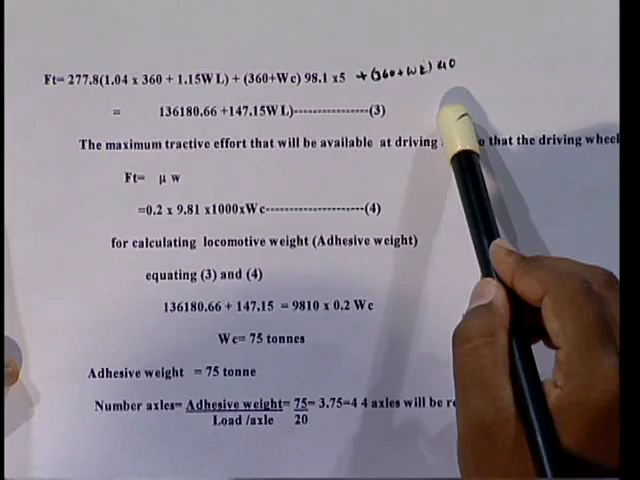 Ft= 277.8(1.04 x 360 + 1.15W L) + (360+Wc) 98.1 x5 + (360+WL) 40
= 136180.66 +147.15W L)--------------------(3)
The maximum tractive effort that will be available at driving so that the driving wheel
Ft= μ w
=0.2 x 9.81 x1000xWc--------------------(4)
for calculating locomotive weight (Adhesive weight)
equating (3) and (4)
136180.66 + 147.15 = 9810 x 0.2 Wc
Wc= 75 tonnes
Adhesive weight = 75 tonne
Number axles= Adhesive weight= 75= 3.75=4 4 axles will be
Load /axle 20